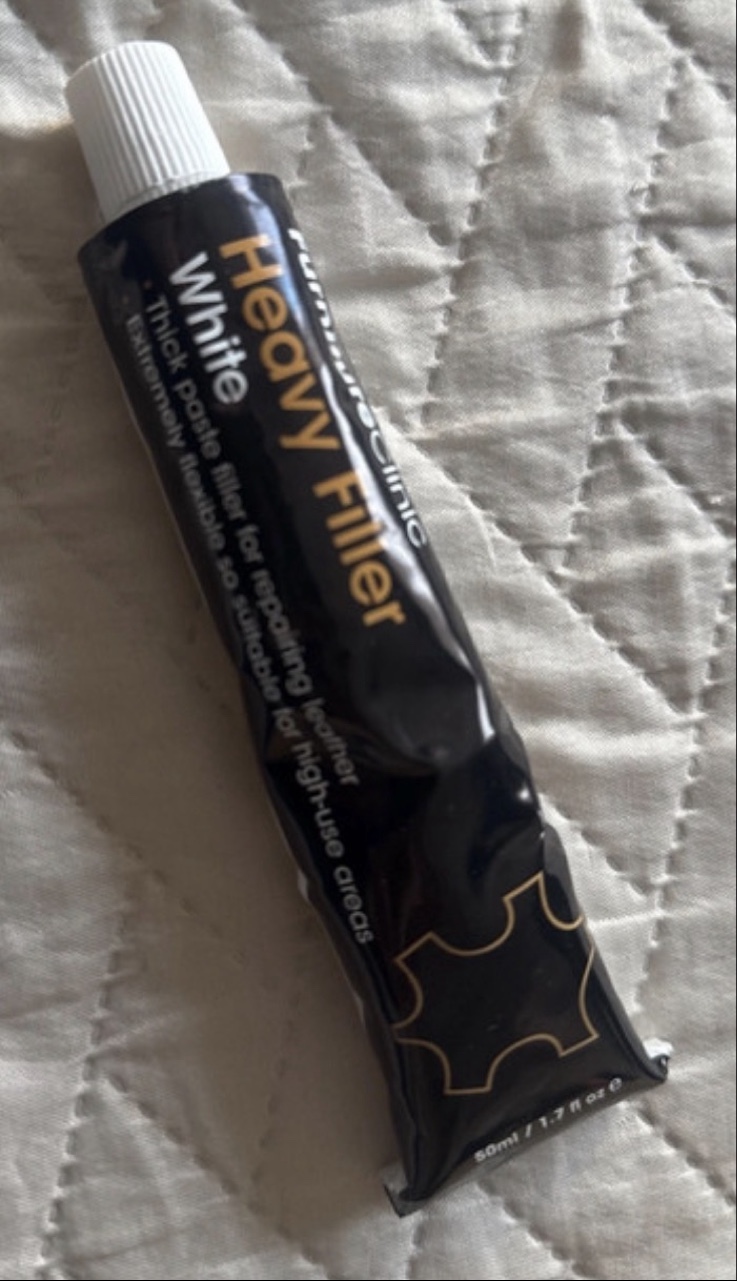 FurnitureClinic
Heavy Filler
White
• Thick paste filler for repairing leather
• Extremely flexible so suitable for high-use areas
50ml / 1.7 fl oz e